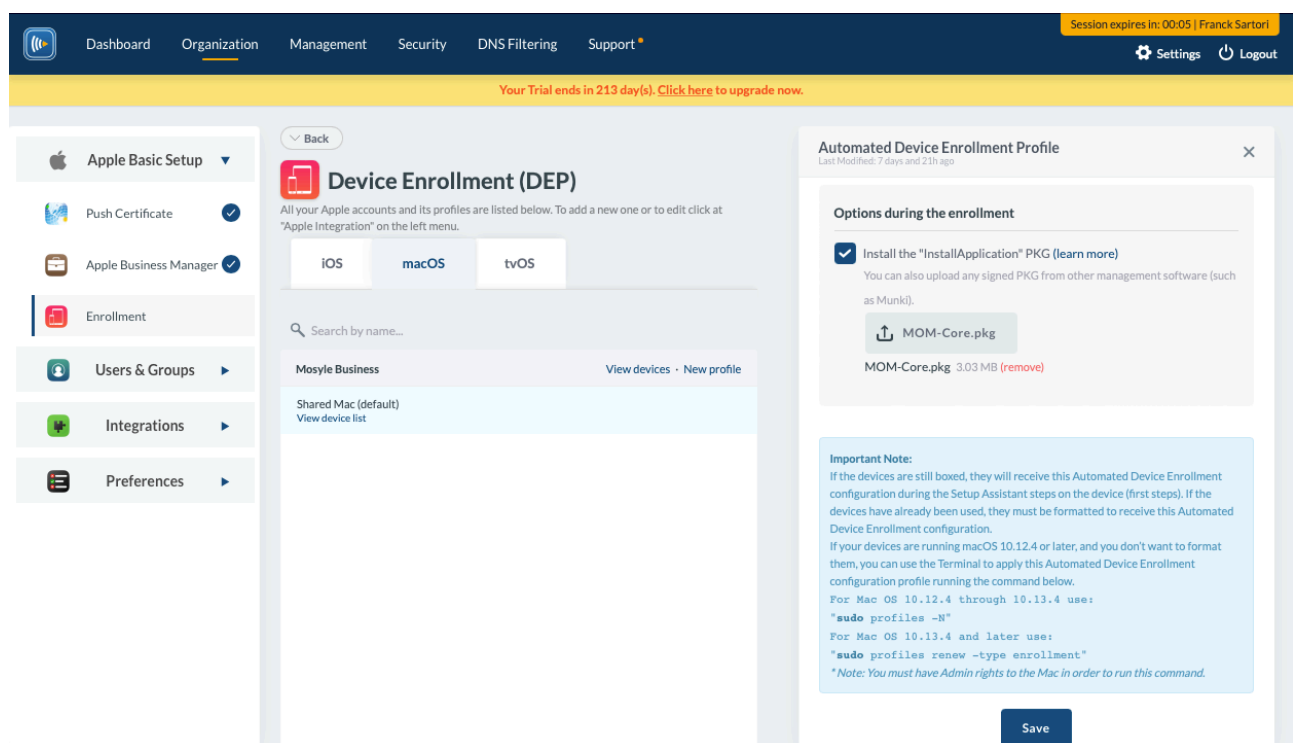 Session expires in: 00:05 | Franck Sartori
Dashboard
Organization
Management
Security
DNS Filtering
Support
Settings
Logout
Your Trial ends in 213 day(s). Click here to upgrade now.
Apple Basic Setup
Push Certificate
Apple Business Manager
Enrollment
Users & Groups
Integrations
Preferences
Back
Device Enrollment (DEP)
All your Apple accounts and its profiles are listed below. To add a new one or to edit click at
"Apple Integration" on the left menu.
iOS
macOS
tvOS
Search by name...
Mosyle Business
View devices · New profile
Shared Mac (default)
View device list
Automated Device Enrollment Profile
Last Modified: 7 days and 21h ago
Options during the enrollment
Install the "InstallApplication" PKG (learn more)
You can also upload any signed PKG from other management software (such
as Munki).
MOM-Core.pkg
MOM-Core.pkg 3.03 MB (remove)
Important Note:
If the devices are still boxed, they will receive this Automated Device Enrollment
configuration during the Setup Assistant steps on the device (first steps). If the
devices have already been used, they must be formatted to receive this Automated
Device Enrollment configuration.
If your devices are running macOS 10.12.4 or later, and you don't want to format
them, you can use the Terminal to apply this Automated Device Enrollment
configuration profile running the command below.
For Mac OS 10.12.4 through 10.13.4 use:
"sudo profiles -N"
For Mac OS 10.13.4 and later use:
"sudo profiles renew -type enrollment"
*Note: You must have Admin rights to the Mac in order to run this command.
Save